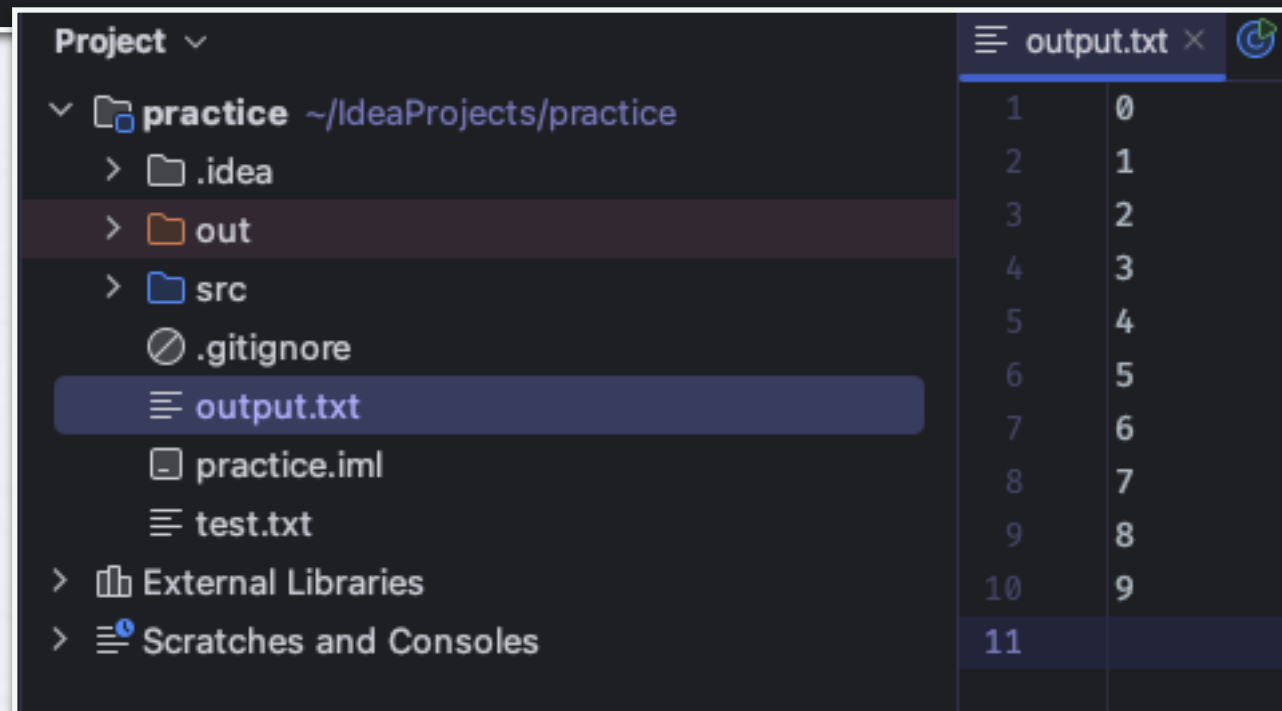 Project
practice ~/IdeaProjects/practice
.idea
out
src
.gitignore
output.txt
practice.iml
test.txt
External Libraries
Scratches and Consoles
output.txt
1 0
2 1
3 2
4 3
5 4
6 5
7 6
8 7
9 8
10 9
11